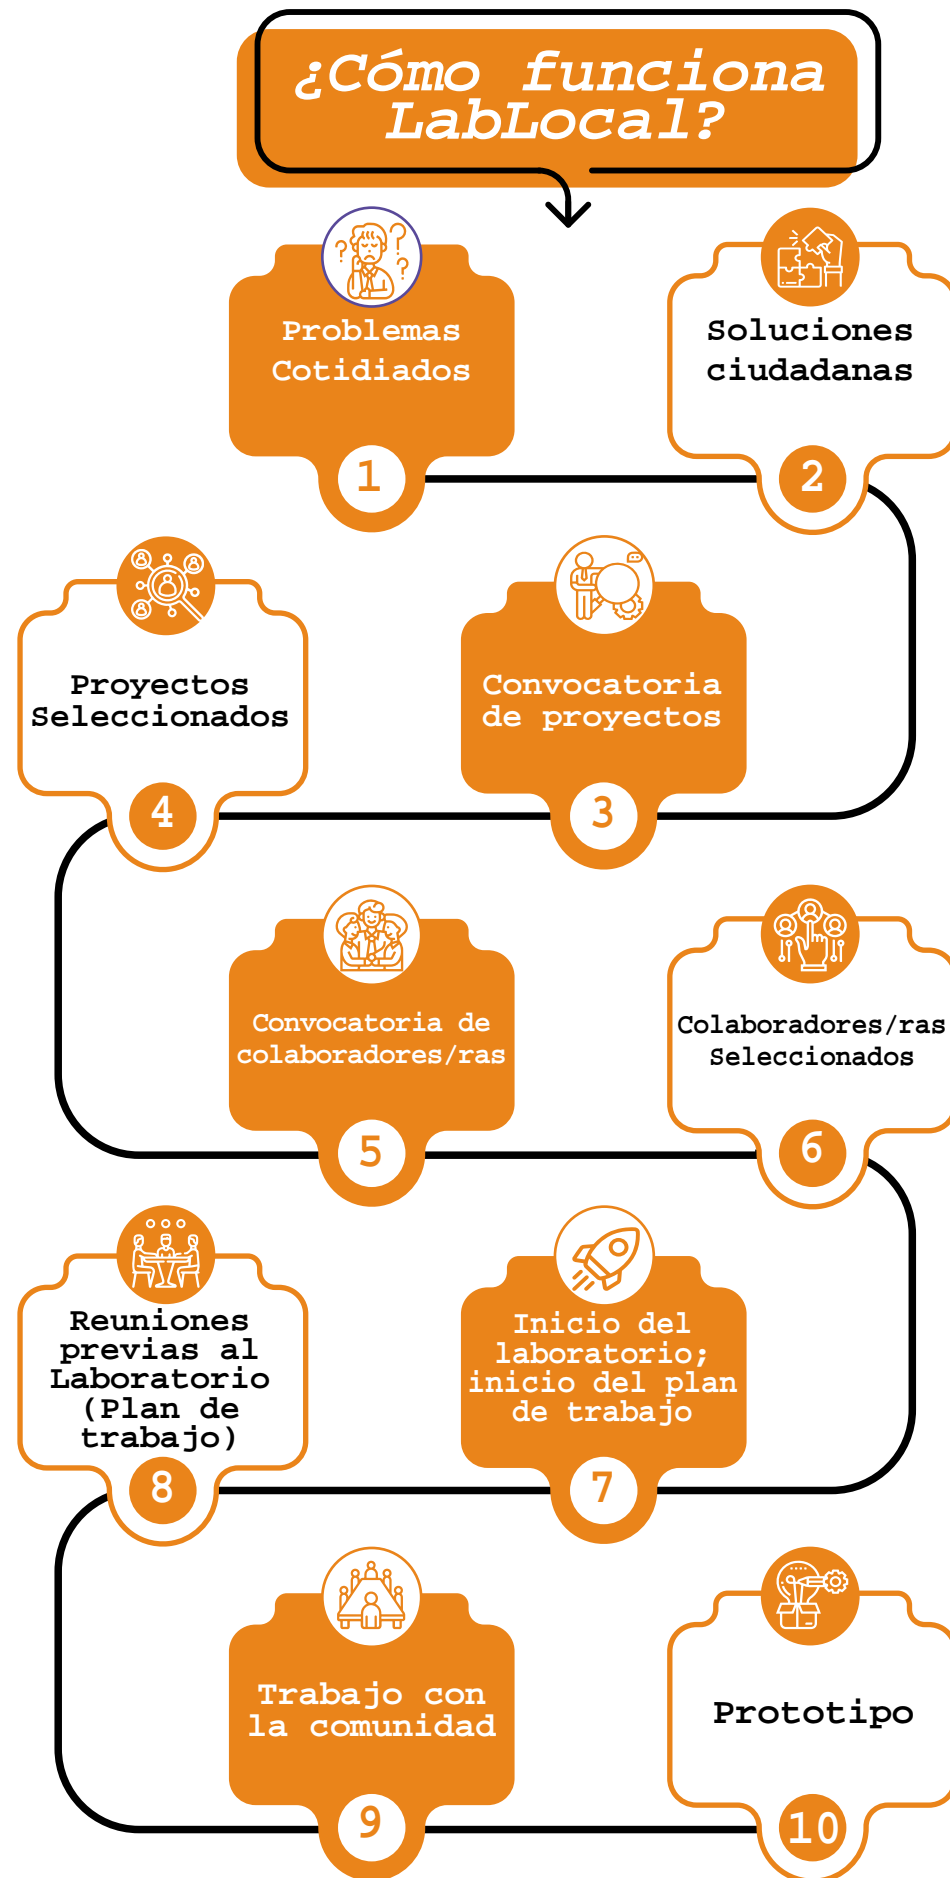 ¿Cómo funciona
LabLocal?
Problemas
Cotidiados
1
Soluciones
ciudadanas
2
Convocatoria
de proyectos
3
Proyectos
Seleccionados
4
Convocatoria de
colaboradores/ras
5
Colaboradores/ras
Seleccionados
6
Inicio del
laboratorio;
inicio del plan
de trabajo
7
Reuniones
previas al
Laboratorio
(Plan de
trabajo)
8
Trabajo con
la comunidad
9
Prototipo
10